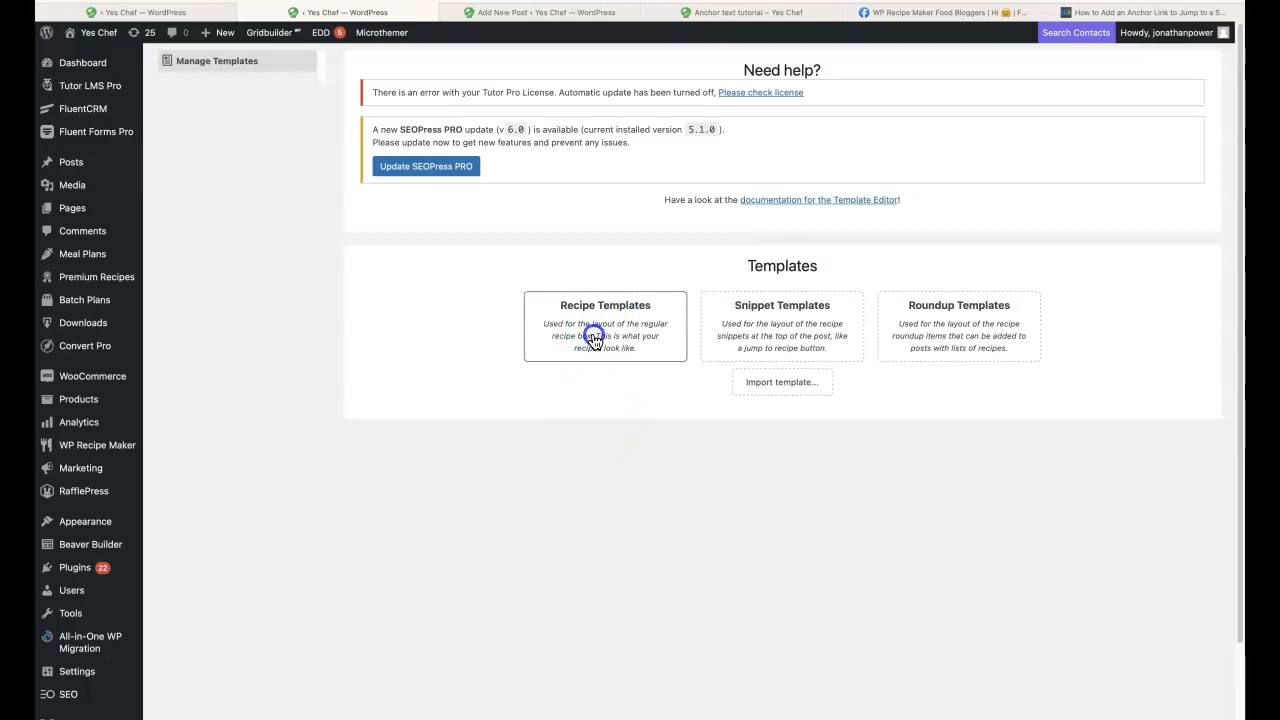 ‹ Yes Chef — WordPress
‹ Yes Chef — WordPress
Add New Post ‹ Yes Chef — WordPress
Anchor text tutorial – Yes Chef
WP Recipe Maker Food Bloggers | Hi 🤗 | F...
How to Add an Anchor Link to Jump to a S...
Yes Chef
25
0
New
Gridbuilder ᵂᴾ
EDD 5
Microthemer
Search Contacts
Howdy, jonathanpower
Dashboard
Tutor LMS Pro
FluentCRM
Fluent Forms Pro
Posts
Media
Pages
Comments
Meal Plans
Premium Recipes
Batch Plans
Downloads
Convert Pro
WooCommerce
Products
Analytics
WP Recipe Maker
Marketing
RafflePress
Appearance
Beaver Builder
Plugins 22
Users
Tools
All-in-One WP
Migration
Settings
SEO
Manage Templates
Need help?
There is an error with your Tutor Pro License. Automatic update has been turned off, Please check license
A new SEOPress PRO update (v 6.0 ) is available (current installed version 5.1.0 ).
Please update now to get new features and prevent any issues.
Update SEOPress PRO
Have a look at the documentation for the Template Editor!
Templates
Recipe Templates
Used for the layout of the regular
recipe This is what your
look like.
Snippet Templates
Used for the layout of the recipe
snippets at the top of the post, like
a jump to recipe button.
Roundup Templates
Used for the layout of the recipe
roundup items that can be added to
posts with lists of recipes.
Import template...